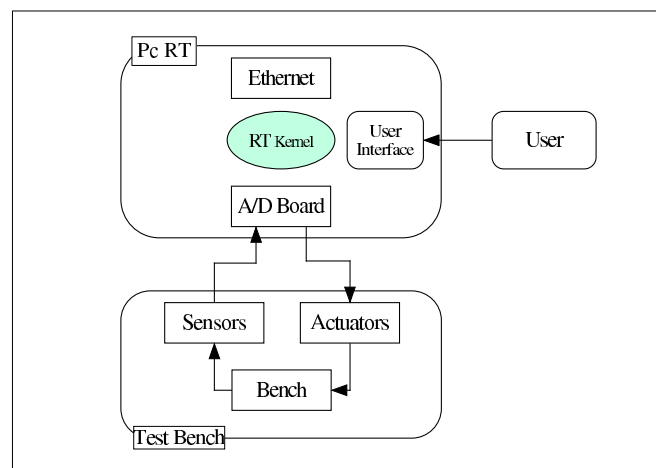 Pc RT
Ethernet
RT Kernel
User
Interface
User
A/D Board
Sensors
Actuators
Bench
Test Bench